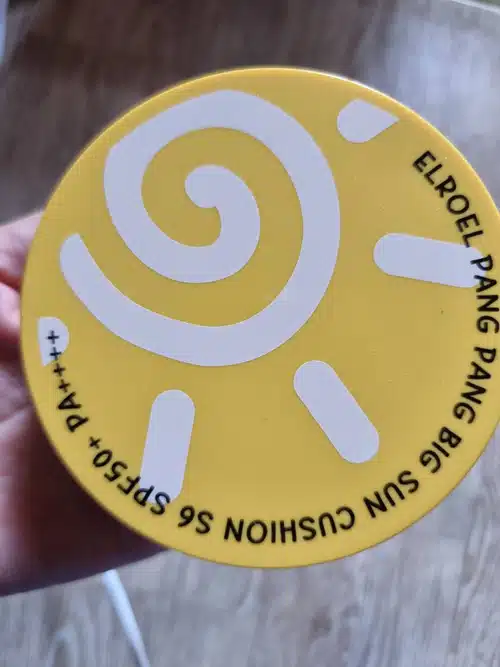 ELROEL PANG PANG BIG SUN CUSHION S6 SPF50+ PA++++